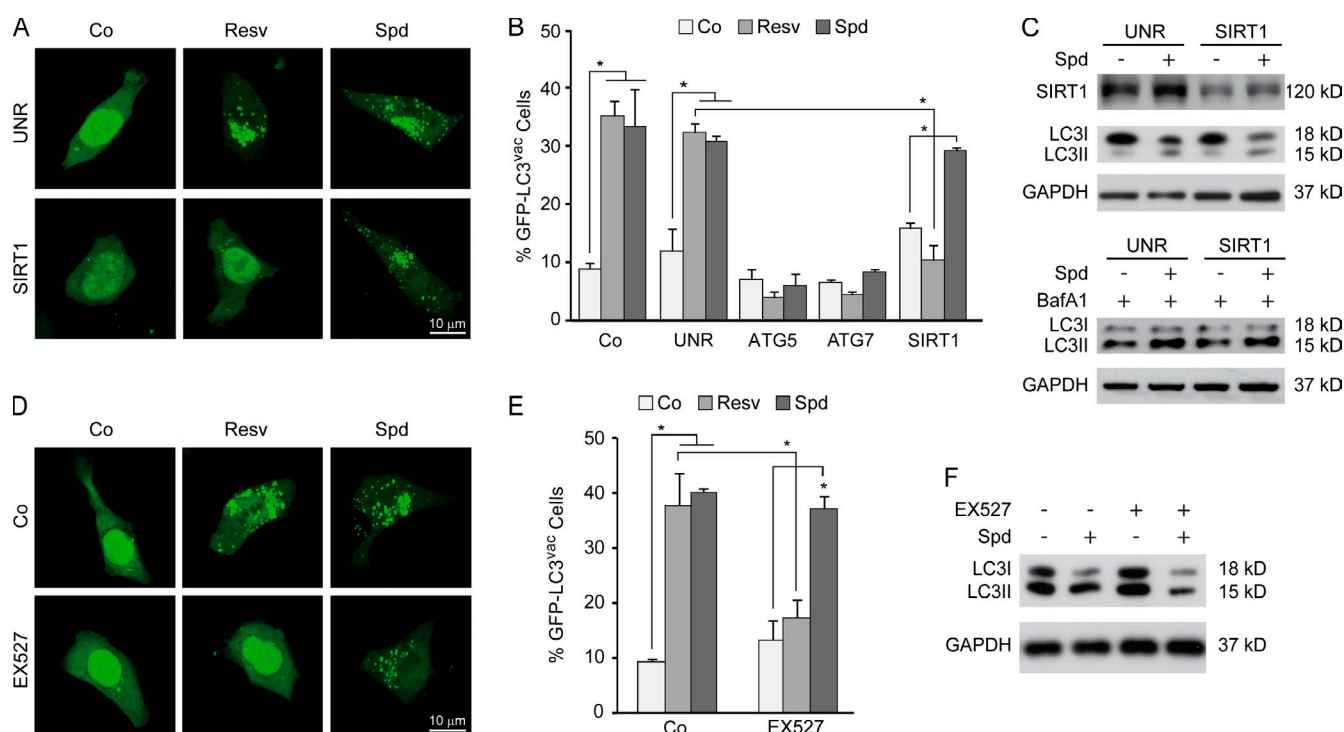 A
Co Resv Spd
UNR
SIRT1
10 µm
B
Co Resv Spd
% GFP-LC3vac Cells
50
40
30
20
10
0
* * * *
Co UNR ATG5 ATG7 SIRT1
C
UNR SIRT1
Spd - + - +
SIRT1 120 kD
LC3I 18 kD
LC3II 15 kD
GAPDH 37 kD
UNR SIRT1
Spd - + - +
BafA1 + + + +
LC3I 18 kD
LC3II 15 kD
GAPDH 37 kD
D
Co Resv Spd
Co
EX527
10 µm
E
Co Resv Spd
% GFP-LC3vac Cells
50
40
30
20
10
0
* * *
Co EX527
F
EX527 - - + +
Spd - + - +
LC3I 18 kD
LC3II 15 kD
GAPDH 37 kD